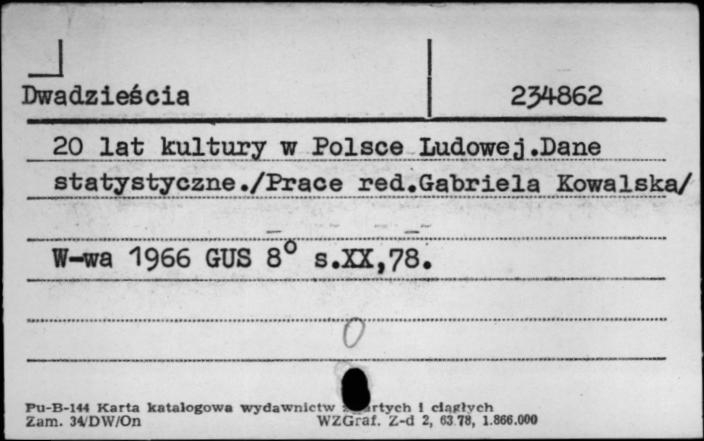 Dwadzieścia 234862
20 lat kultury w Polsce Ludowej.Dane
statystyczne./Prace red.Gabriela Kowalska/
W-wa 1966 GUS 8° s.XX,78.
0
Pu-B-144 Karta katalogowa wydawnictw i ciągłych
Zam. 34/DW/On WZGraf. Z-d 2, 63.78, 1.866.000